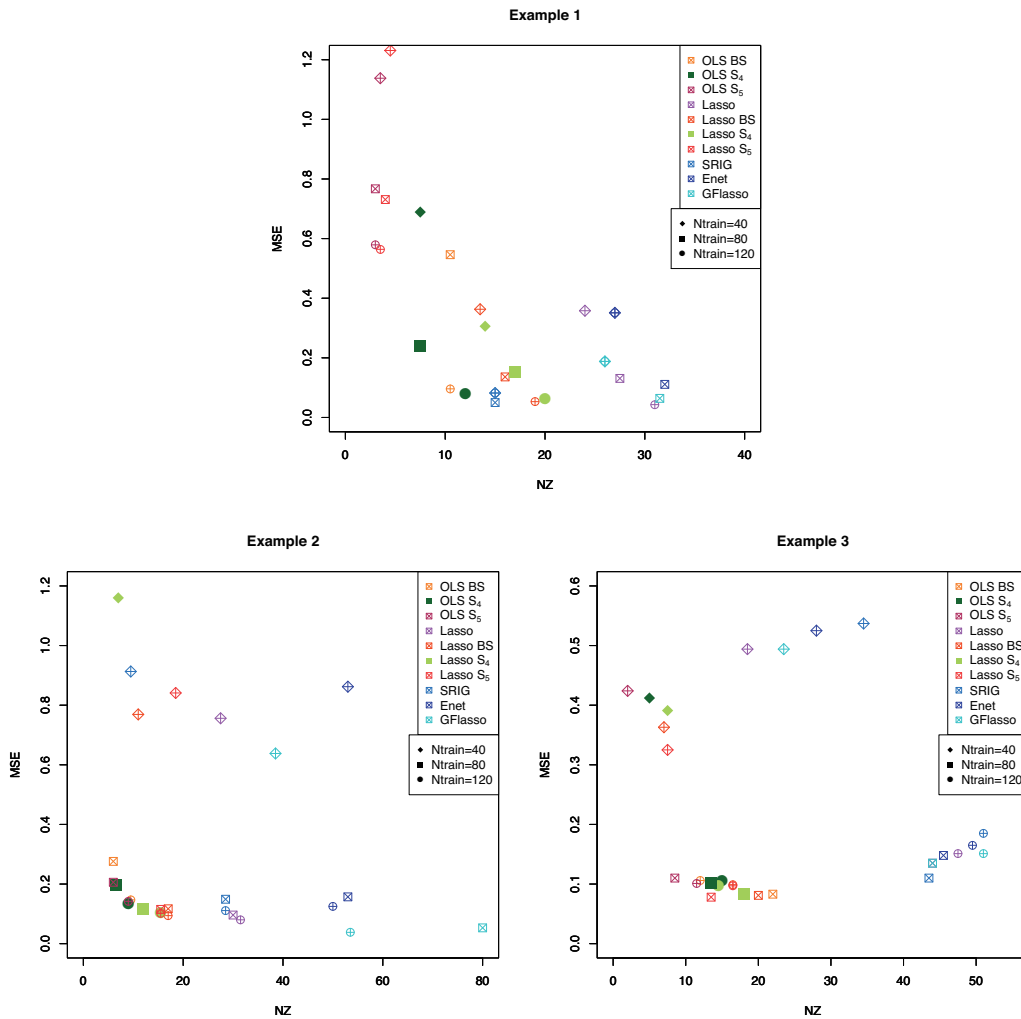 Example 1
1.2
1.0
0.8
0.6
0.4
0.2
0.0
MSE
0
10
20
30
40
NZ
OLS BS
OLS S4
OLS S5
Lasso
Lasso BS
Lasso S4
Lasso S5
SRIG
Enet
GFlasso
Ntrain=40
Ntrain=80
Ntrain=120
Example 2
1.2
1.0
0.8
0.6
0.4
0.2
0.0
MSE
0
20
40
60
80
NZ
OLS BS
OLS S4
OLS S5
Lasso
Lasso BS
Lasso S4
Lasso S5
SRIG
Enet
GFlasso
Ntrain=40
Ntrain=80
Ntrain=120
Example 3
0.6
0.5
0.4
0.3
0.2
0.1
0.0
MSE
0
10
20
30
40
50
NZ
OLS BS
OLS S4
OLS S5
Lasso
Lasso BS
Lasso S4
Lasso S5
SRIG
Enet
GFlasso
Ntrain=40
Ntrain=80
Ntrain=120